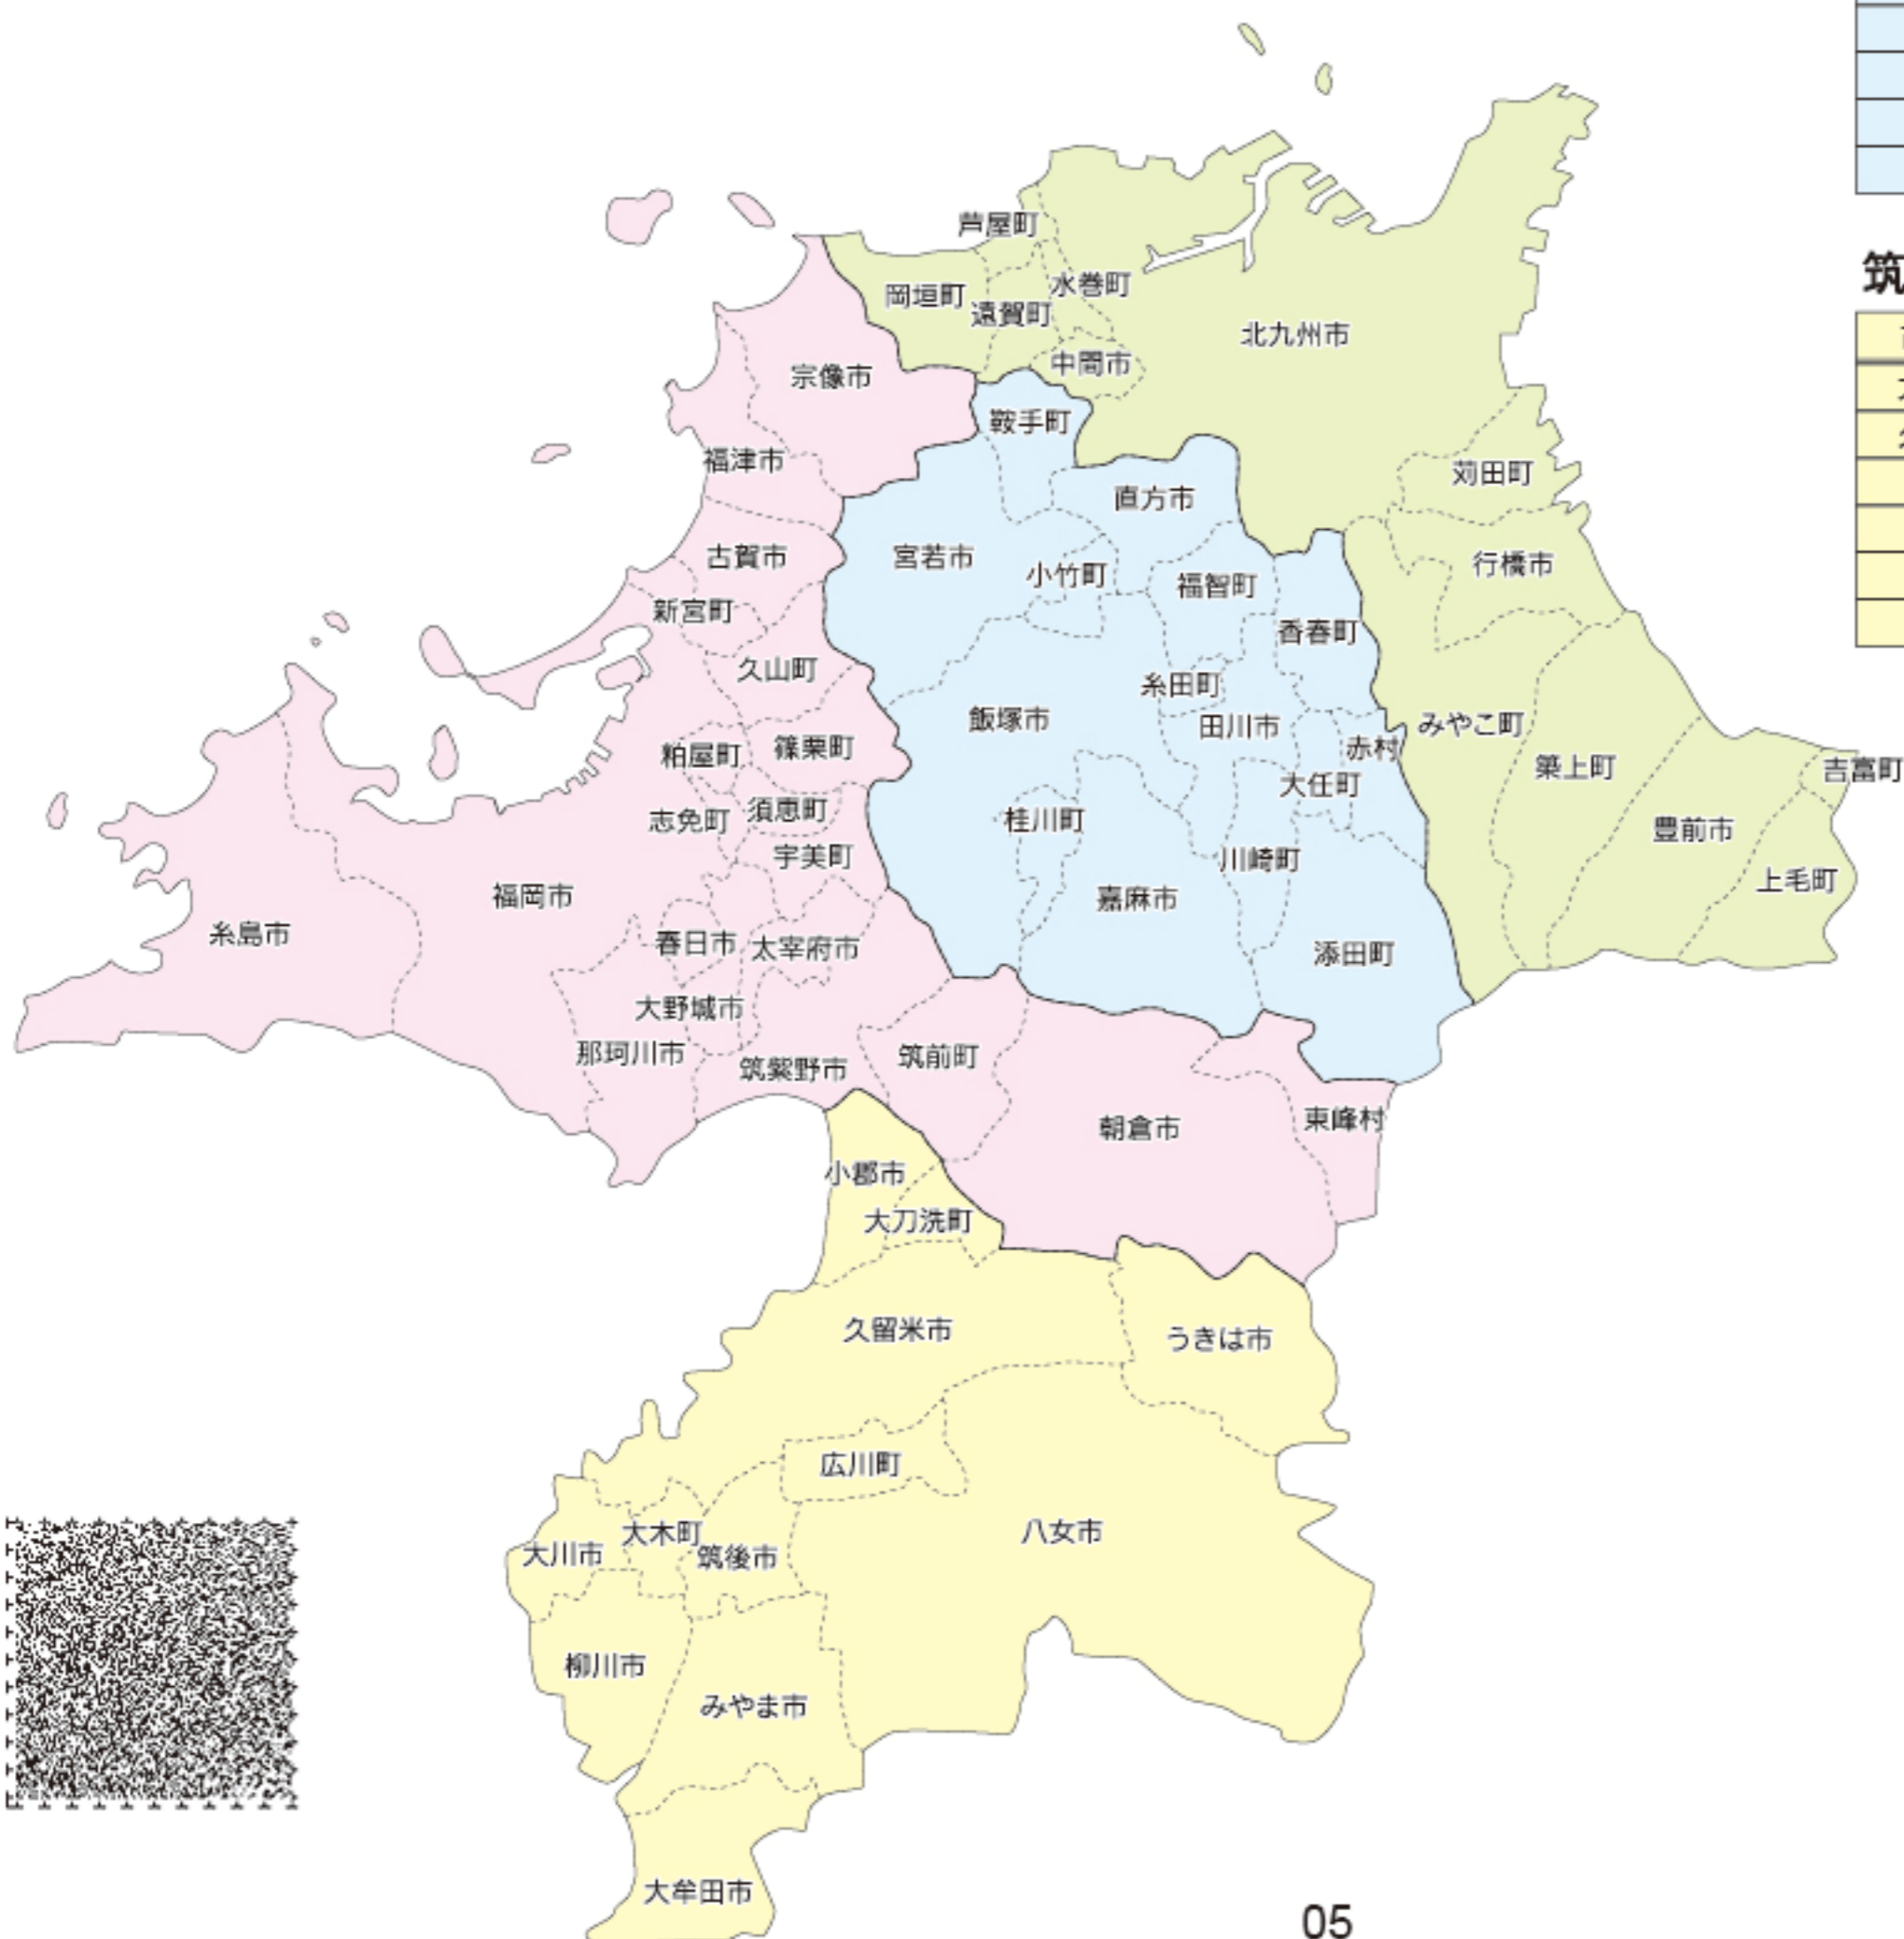 芦屋町
水巻町
岡垣町
遠賀町
北九州市
中間市
宗像市
鞍手町
福津市
苅田町
直方市
古賀市
宮若市
行橋市
小竹町
福智町
新宮町
香春町
久山町
糸田町
飯塚市
みやこ町
田川市
赤村
粕屋町
篠栗町
築上町
吉富町
大任町
須恵町
志免町
桂川町
豊前市
宇美町
川崎町
上毛町
福岡市
嘉麻市
糸島市
春日市
太宰府市
添田町
大野城市
那珂川市
筑前町
筑紫野市
東峰村
朝倉市
小郡市
大刀洗町
久留米市
うきは市
広川町
八女市
大木町
大川市
筑後市
柳川市
みやま市
大牟田市
筑
05